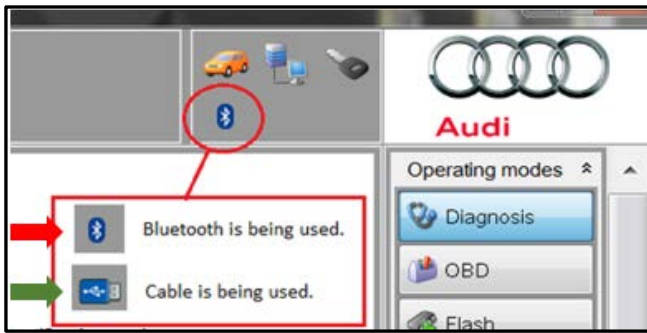 Audi
Operating modes
Diagnosis
Bluetooth is being used.
OBD
Cable is being used.
Flash